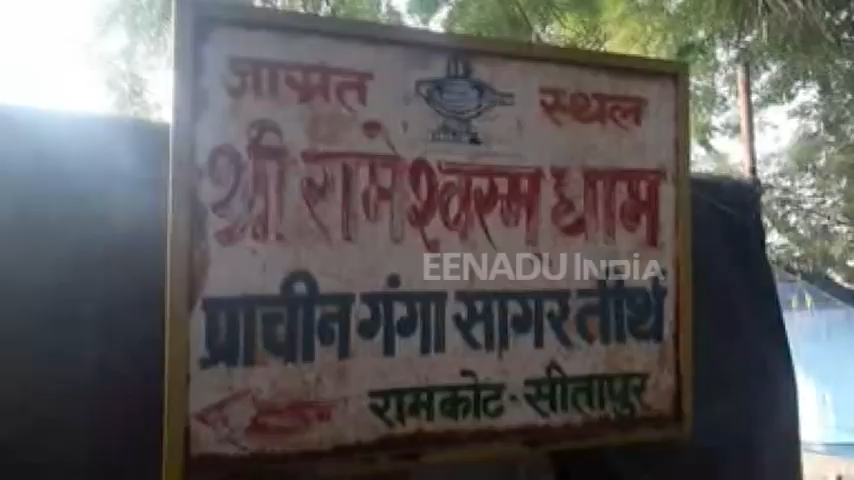 जाग्रत स्थल
श्री रामेश्वरम धाम
EENADU INDIA
प्राचीन गंगा सागर तीर्थ
रामकोट-सीतापुर